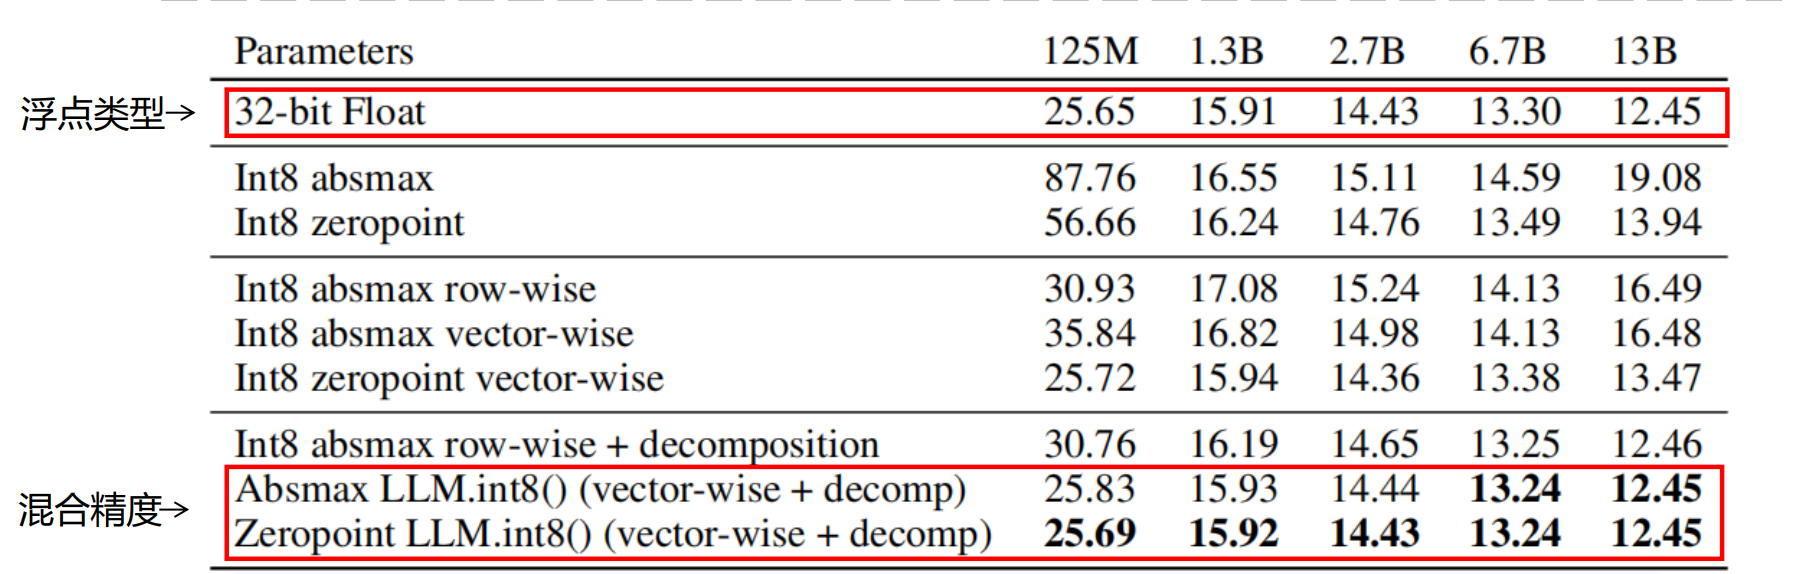 Parameters 125M 1.3B 2.7B 6.7B 13B
浮点类型→ 32-bit Float 25.65 15.91 14.43 13.30 12.45
Int8 absmax 87.76 16.55 15.11 14.59 19.08
Int8 zeropoint 56.66 16.24 14.76 13.49 13.94
Int8 absmax row-wise 30.93 17.08 15.24 14.13 16.49
Int8 absmax vector-wise 35.84 16.82 14.98 14.13 16.48
Int8 zeropoint vector-wise 25.72 15.94 14.36 13.38 13.47
Int8 absmax row-wise + decomposition 30.76 16.19 14.65 13.25 12.46
混合精度→ Absmax LLM.int8() (vector-wise + decomp) 25.83 15.93 14.44 13.24 12.45
Zeropoint LLM.int8() (vector-wise + decomp) 25.69 15.92 14.43 13.24 12.45